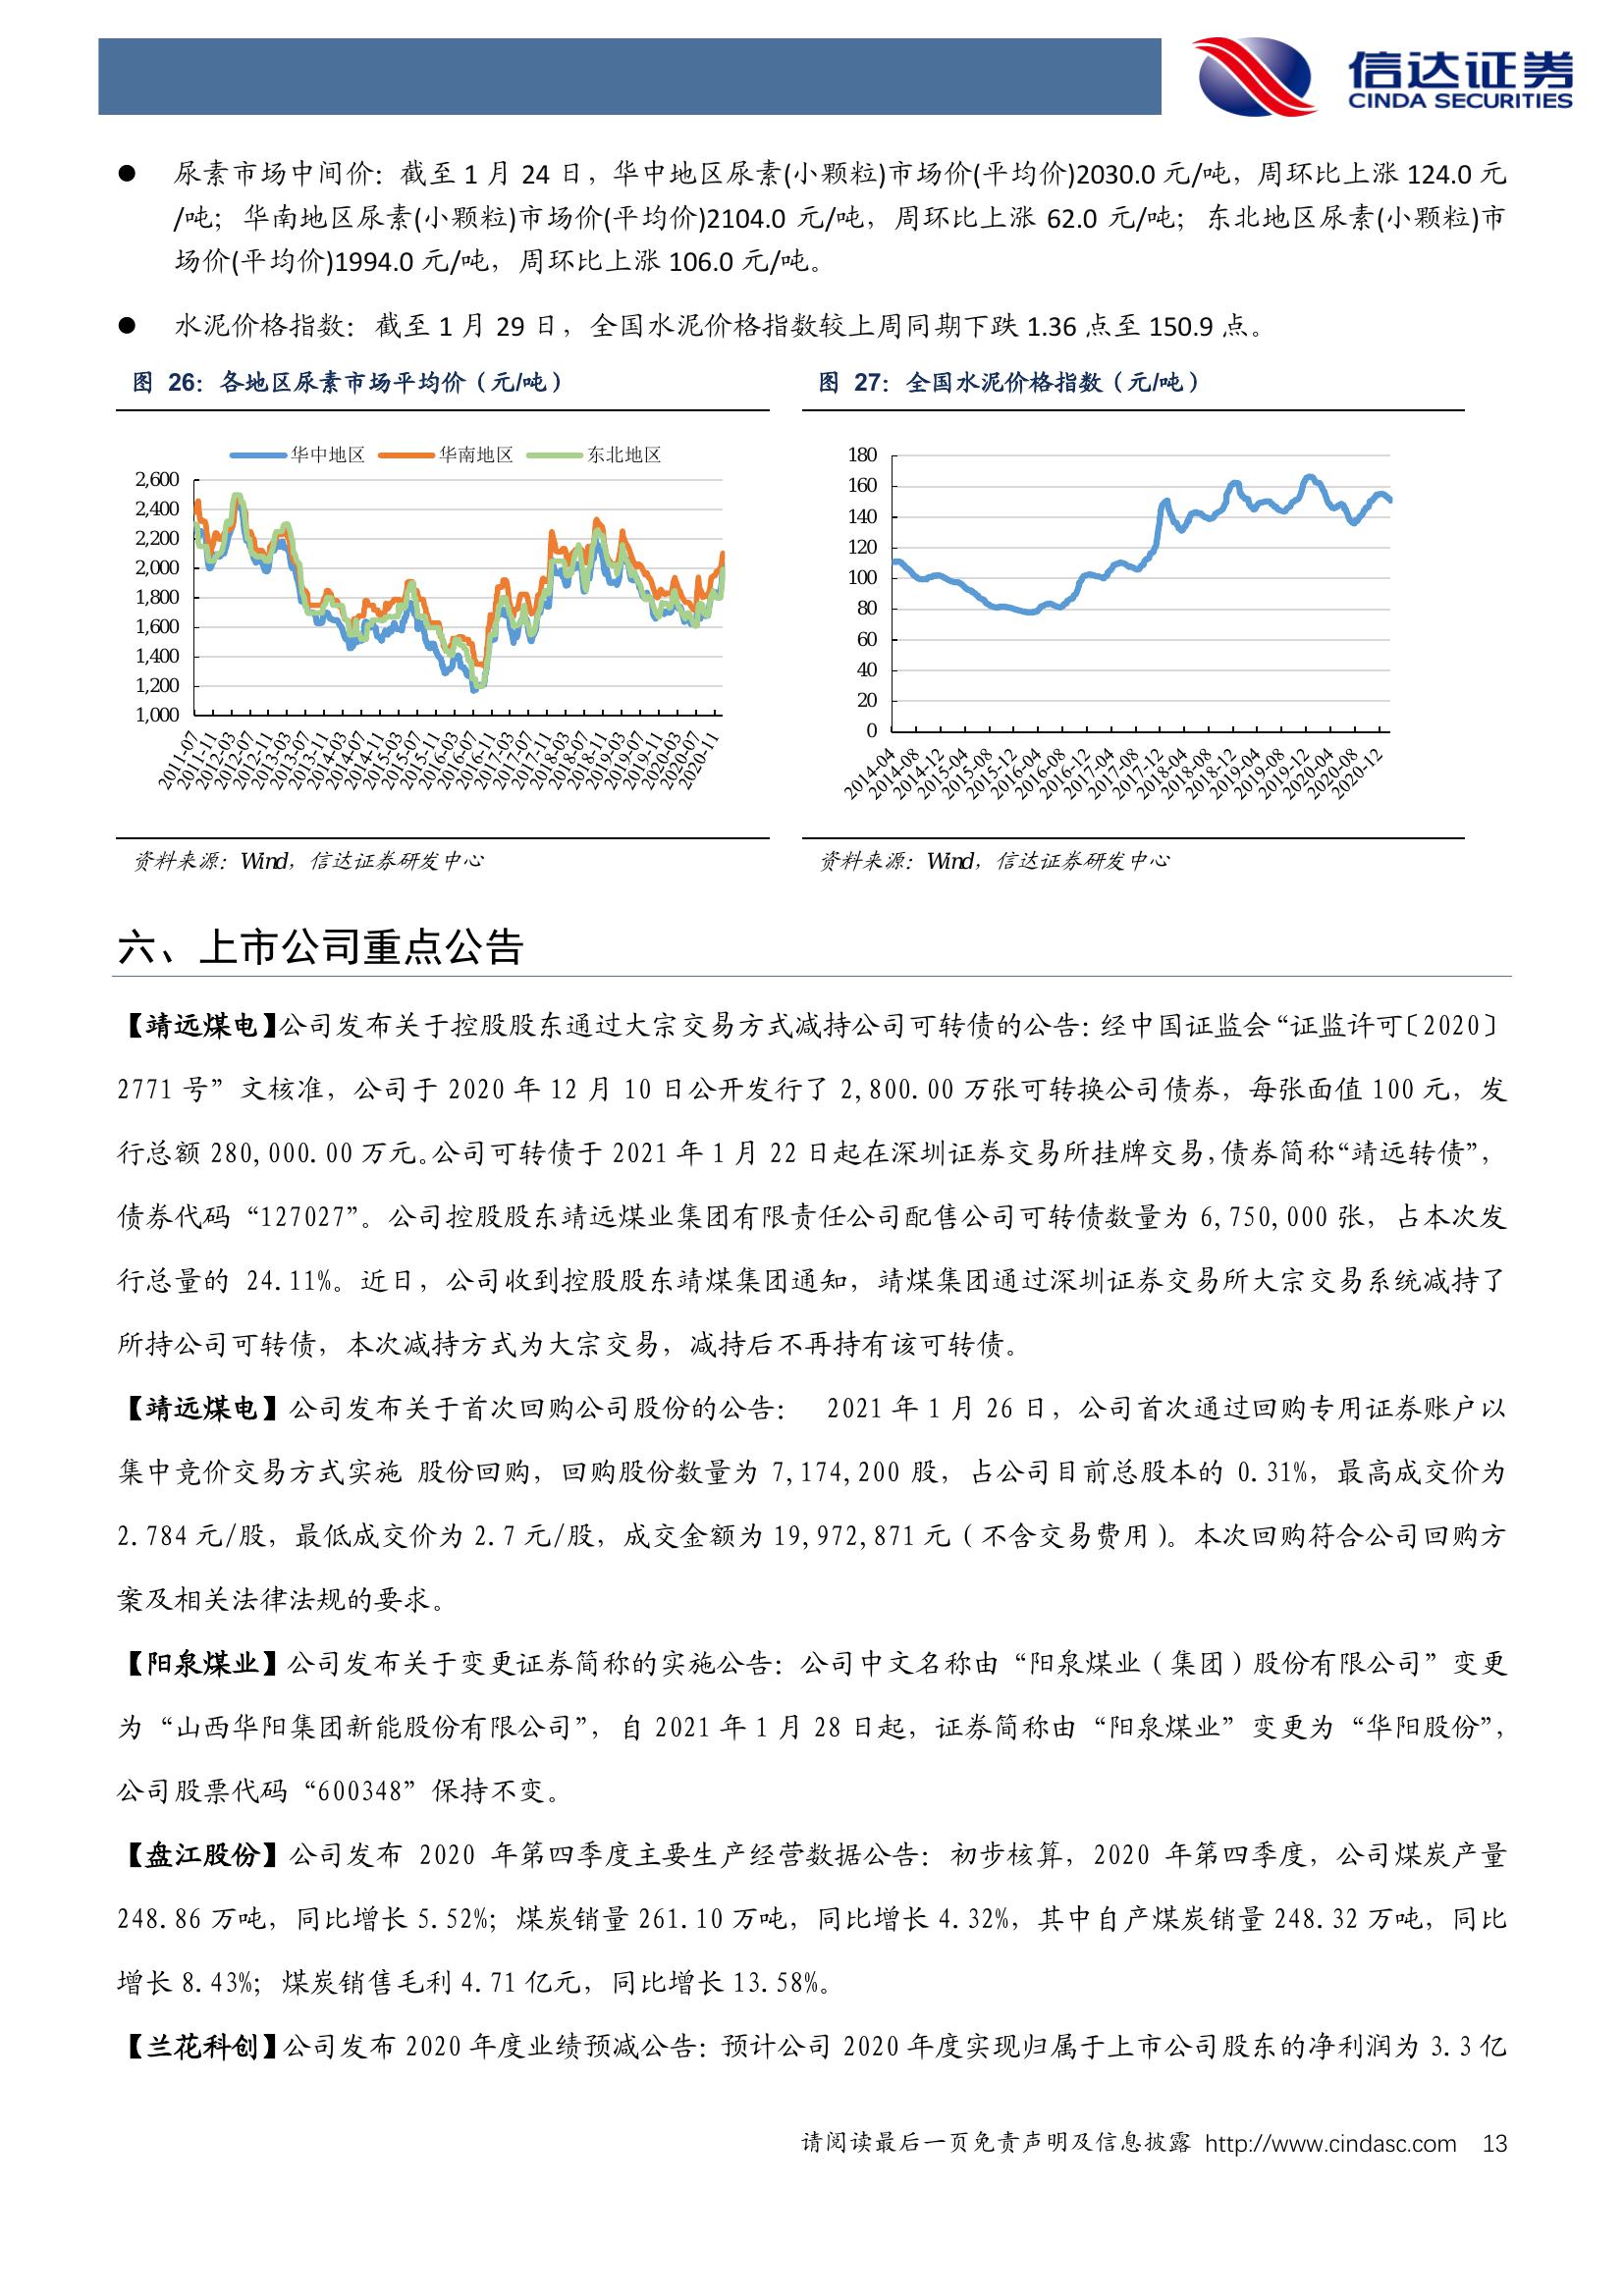 信达证券
CINDA SECURITIES
● 尿素市场中间价：截至 1 月 24 日，华中地区尿素(小颗粒)市场价(平均价)2030.0 元/吨，周环比上涨 124.0 元
/吨；华南地区尿素(小颗粒)市场价(平均价)2104.0 元/吨，周环比上涨 62.0 元/吨；东北地区尿素(小颗粒)市
场价(平均价)1994.0 元/吨，周环比上涨 106.0 元/吨。
● 水泥价格指数：截至 1 月 29 日，全国水泥价格指数较上周同期下跌 1.36 点至 150.9 点。
图 26：各地区尿素市场平均价（元/吨）
华中地区 华南地区 东北地区
2,600
2,400
2,200
2,000
1,800
1,600
1,400
1,200
1,000
2011-07 2011-11 2012-03 2012-07 2012-11 2013-03 2013-07 2013-11 2014-03 2014-07 2014-11 2015-03 2015-07 2015-11 2016-03 2016-07 2016-11 2017-03 2017-07 2017-11 2018-03 2018-07 2018-11 2019-03 2019-07 2019-11 2020-03 2020-07 2020-11
资料来源：Wind，信达证券研发中心
图 27：全国水泥价格指数（元/吨）
180
160
140
120
100
80
60
40
20
0
2014-04 2014-08 2014-12 2015-04 2015-08 2015-12 2016-04 2016-08 2016-12 2017-04 2017-08 2017-12 2018-04 2018-08 2018-12 2019-04 2019-08 2019-12 2020-04 2020-08 2020-12
资料来源：Wind，信达证券研发中心
六、上市公司重点公告
【靖远煤电】公司发布关于控股股东通过大宗交易方式减持公司可转债的公告：经中国证监会“证监许可〔2020〕
2771 号”文核准，公司于 2020 年 12 月 10 日公开发行了 2,800.00 万张可转换公司债券，每张面值 100 元，发
行总额 280,000.00 万元。公司可转债于 2021 年 1 月 22 日起在深圳证券交易所挂牌交易，债券简称“靖远转债”，
债券代码“127027”。公司控股股东靖远煤业集团有限责任公司配售公司可转债数量为 6,750,000 张，占本次发
行总量的 24.11%。近日，公司收到控股股东靖煤集团通知，靖煤集团通过深圳证券交易所大宗交易系统减持了
所持公司可转债，本次减持方式为大宗交易，减持后不再持有该可转债。
【靖远煤电】公司发布关于首次回购公司股份的公告： 2021 年 1 月 26 日，公司首次通过回购专用证券账户以
集中竞价交易方式实施 股份回购，回购股份数量为 7,174,200 股，占公司目前总股本的 0.31%，最高成交价为
2.784 元/股，最低成交价为 2.7 元/股，成交金额为 19,972,871 元（不含交易费用）。本次回购符合公司回购方
案及相关法律法规的要求。
【阳泉煤业】公司发布关于变更证券简称的实施公告：公司中文名称由“阳泉煤业（集团）股份有限公司”变更
为“山西华阳集团新能股份有限公司”，自 2021 年 1 月 28 日起，证券简称由“阳泉煤业”变更为“华阳股份”，
公司股票代码“600348”保持不变。
【盘江股份】公司发布 2020 年第四季度主要生产经营数据公告：初步核算，2020 年第四季度，公司煤炭产量
248.86 万吨，同比增长 5.52%；煤炭销量 261.10 万吨，同比增长 4.32%，其中自产煤炭销量 248.32 万吨，同比
增长 8.43%；煤炭销售毛利 4.71 亿元，同比增长 13.58%。
【兰花科创】公司发布 2020 年度业绩预减公告：预计公司 2020 年度实现归属于上市公司股东的净利润为 3.3 亿
请阅读最后一页免责声明及信息披露 http://www.cindasc.com 13